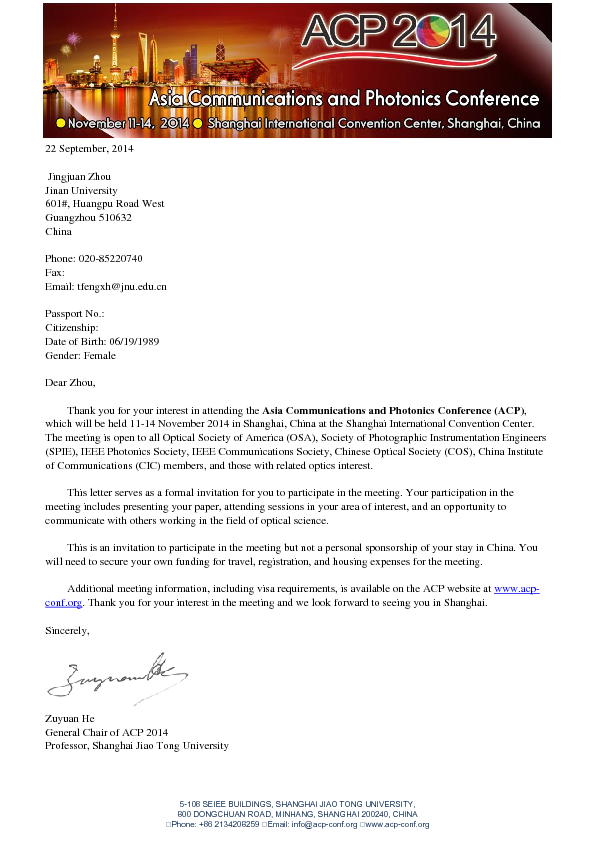 ACP 2014
Asia Communications and Photonics Conference
November 11-14, 2014 Shanghai International Convention Center, Shanghai, China
22 September, 2014
Jingjuan Zhou
Jinan University
601#, Huangpu Road West
Guangzhou 510632
China
Phone: 020-85220740
Fax:
Email: tfengxh@jnu.edu.cn
Passport No.:
Citizenship:
Date of Birth: 06/19/1989
Gender: Female
Dear Zhou,
Thank you for your interest in attending the Asia Communications and Photonics Conference (ACP),
which will be held 11-14 November 2014 in Shanghai, China at the Shanghai International Convention Center.
The meeting is open to all Optical Society of America (OSA), Society of Photographic Instrumentation Engineers
(SPIE), IEEE Photonics Society, IEEE Communications Society, Chinese Optical Society (COS), China Institute
of Communications (CIC) members, and those with related optics interest.
This letter serves as a formal invitation for you to participate in the meeting. Your participation in the
meeting includes presenting your paper, attending sessions in your area of interest, and an opportunity to
communicate with others working in the field of optical science.
This is an invitation to participate in the meeting but not a personal sponsorship of your stay in China. You
will need to secure your own funding for travel, registration, and housing expenses for the meeting.
Additional meeting information, including visa requirements, is available on the ACP website at www.acp-
conf.org. Thank you for your interest in the meeting and we look forward to seeing you in Shanghai.
Sincerely,
Zuyuan He
General Chair of ACP 2014
Professor, Shanghai Jiao Tong University
5-108 SEIEE BUILDINGS, SHANGHAI JIAO TONG UNIVERSITY,
800 DONGCHUAN ROAD, MINHANG, SHANGHAI 200240, CHINA
□Phone: +86 2134208259 □Email: info@acp-conf.org □www.acp-conf.org